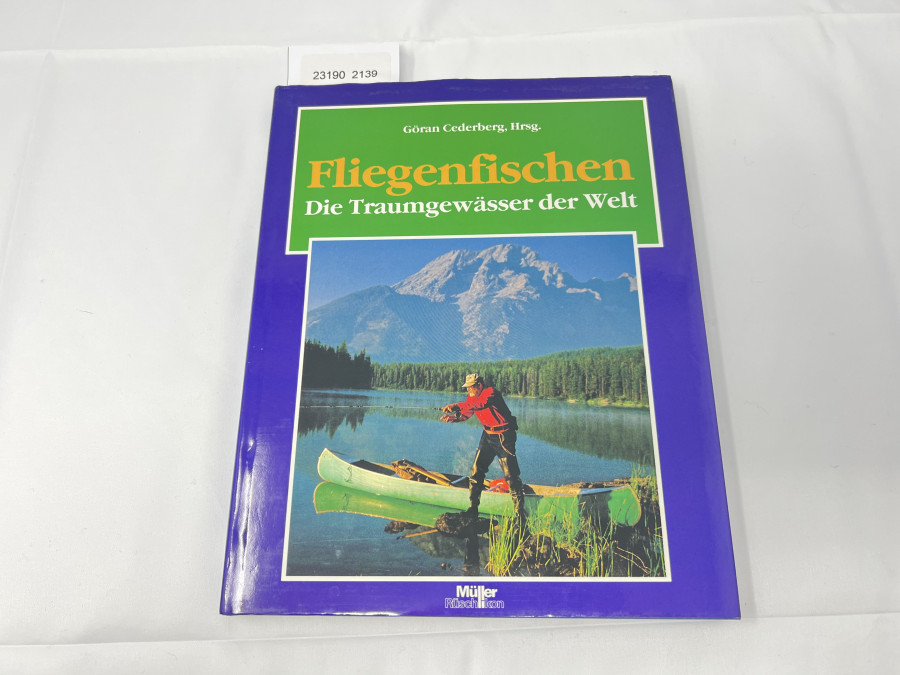 23190 2139
Göran Cederberg, Hrsg.
Fliegenfischen
Die Traumgewässer der Welt
Müller
Rüschlikon